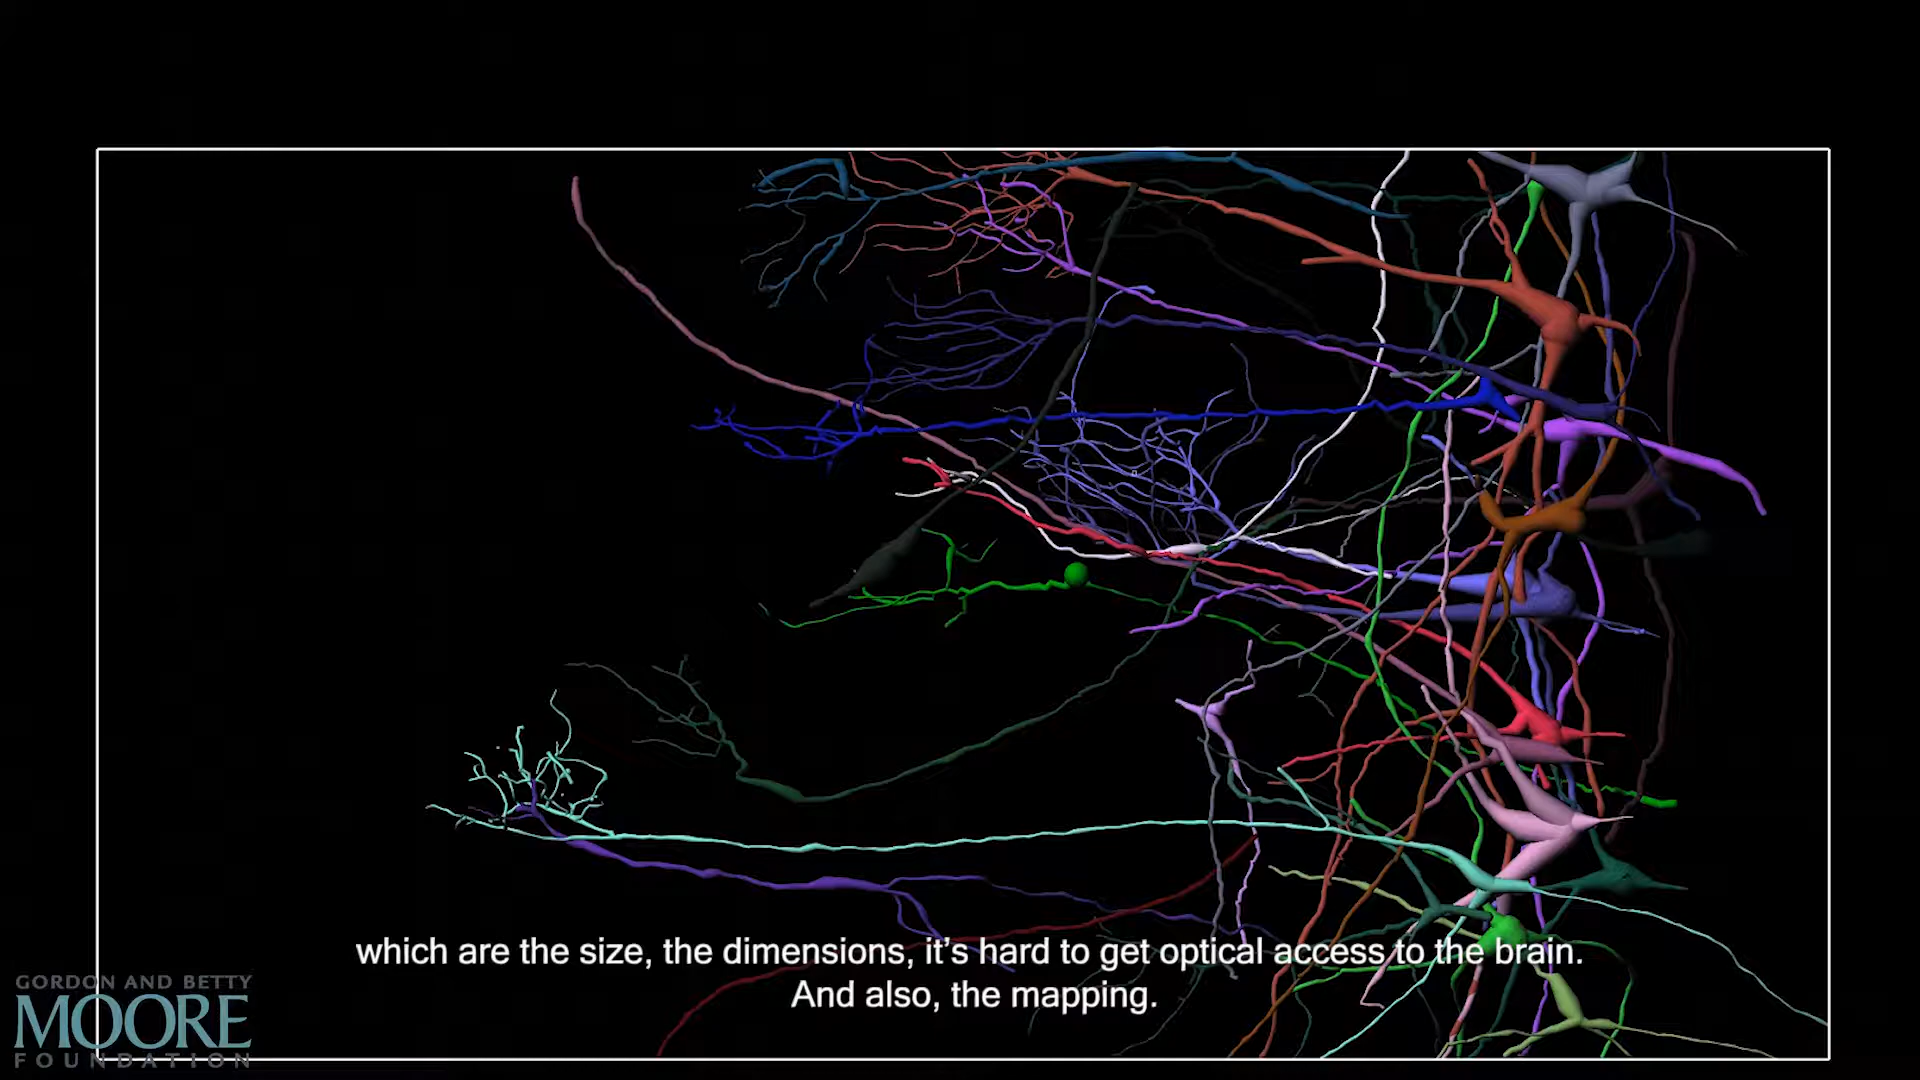 which are the size, the dimensions, it’s hard to get optical access to the brain.
And also, the mapping.
GORDON AND BETTY
MOORE
FOUNDATION